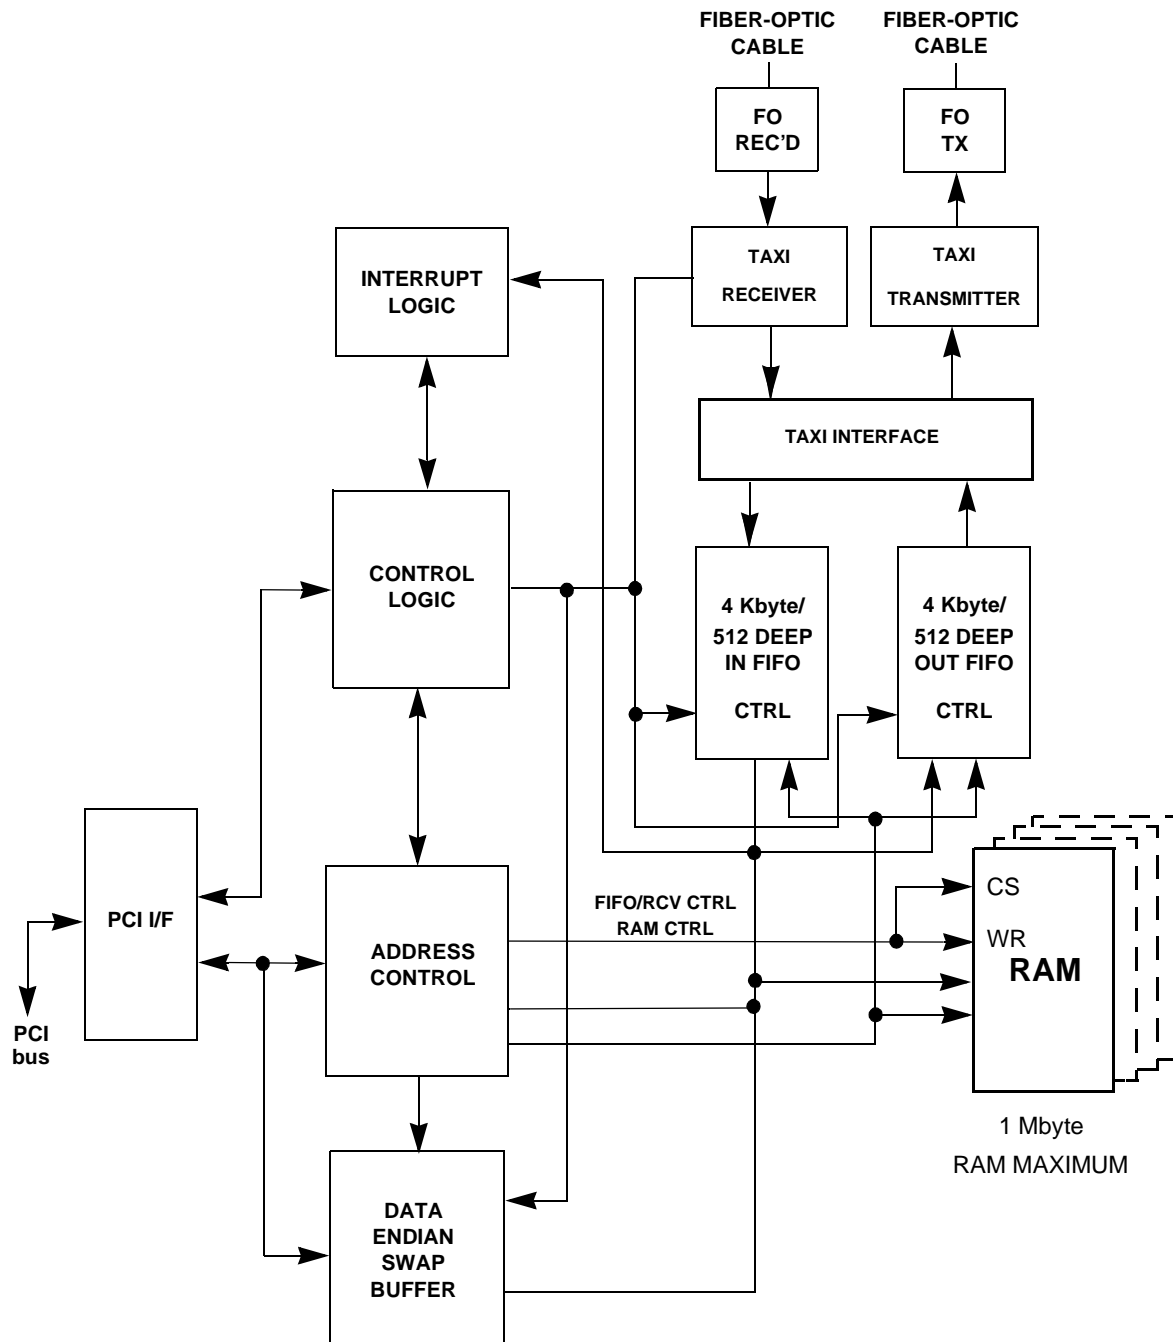 FIBER-OPTIC
CABLE
FIBER-OPTIC
CABLE
FO
REC’D
FO
TX
INTERRUPT
LOGIC
TAXI
RECEIVER
TAXI
TRANSMITTER
TAXI INTERFACE
CONTROL
LOGIC
4 Kbyte/
512 DEEP
IN FIFO
CTRL
4 Kbyte/
512 DEEP
OUT FIFO
CTRL
PCI I/F
PCI
bus
ADDRESS
CONTROL
FIFO/RCV CTRL
RAM CTRL
CS
WR
RAM
1 Mbyte
RAM MAXIMUM
DATA
ENDIAN
SWAP
BUFFER